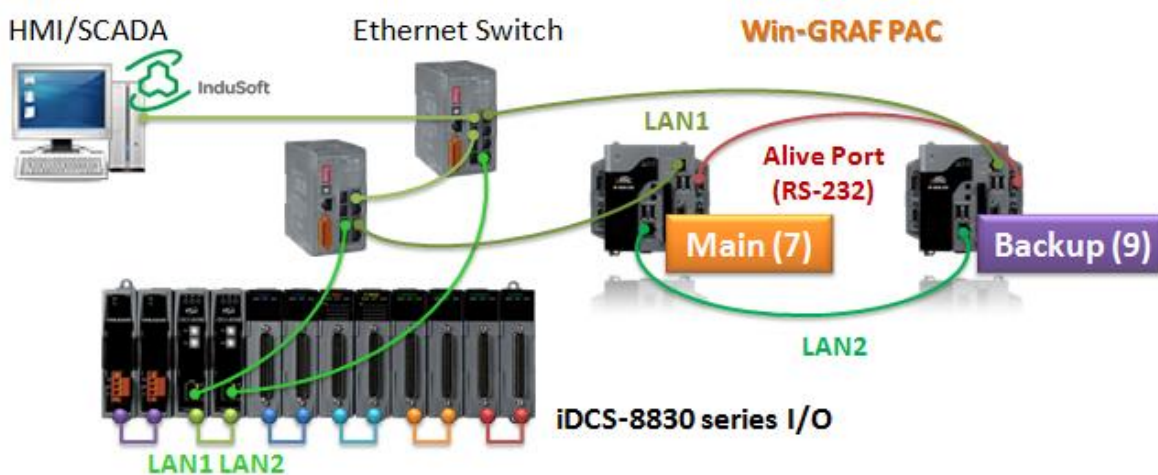 HMI/SCADA
Ethernet Switch
Win-GRAF PAC
InduSoft
LAN1
Alive Port
(RS-232)
Main (7)
Backup (9)
LAN2
iDCS-8830 series I/O
LAN1 LAN2